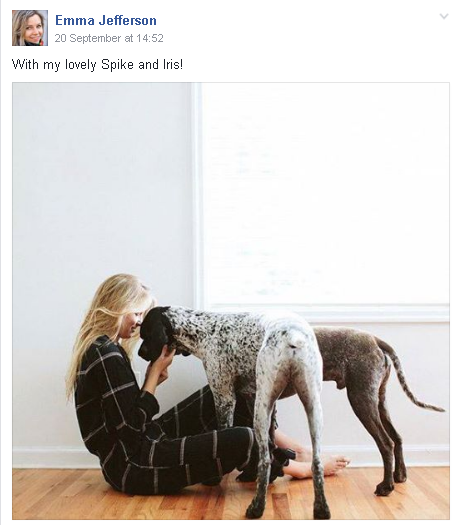 Emma Jefferson
20 September at 14:52
With my lovely Spike and Iris!